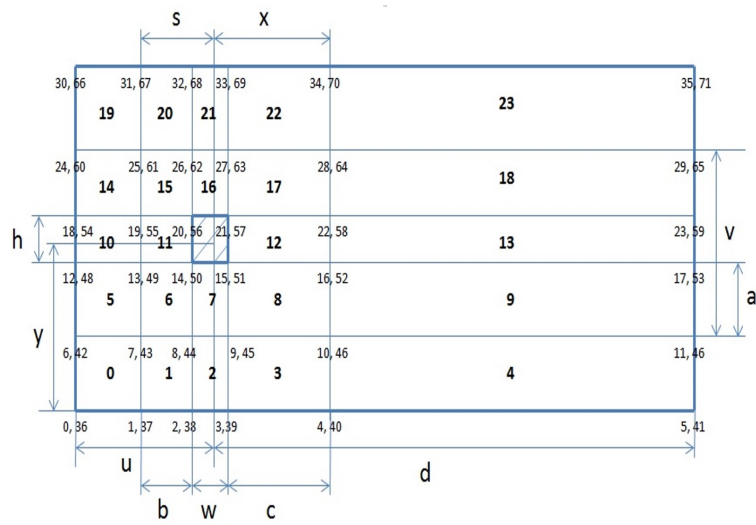 s x
30, 66 31, 67 32, 68 33, 69 34, 70 35, 71
19 20 21 22 23
24, 60 25, 61 26, 62 27, 63 28, 64 29, 65
14 15 16 17 18
18, 54 19, 55 20, 56 21, 57 22, 58 23, 59
h 10 11 12 13 v
12, 48 13, 49 14, 50 15, 51 16, 52 17, 53
5 6 7 8 9 a
y
6, 42 7, 43 8, 44 9, 45 10, 46 11, 46
0 1 2 3 4
0, 36 1, 37 2, 38 3,39 4, 40 5, 41
u d
b w c